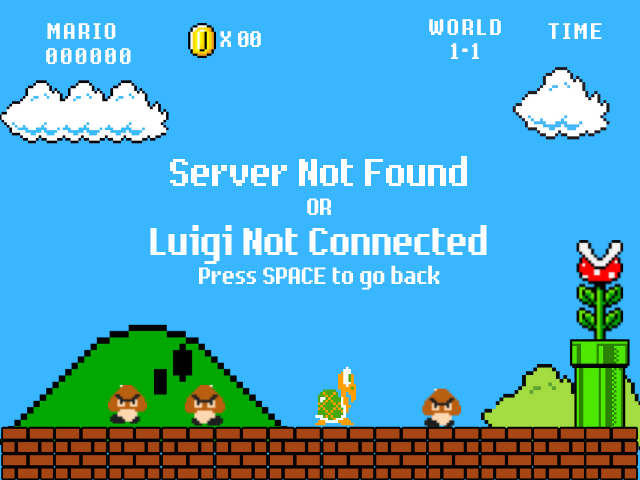 MARIO
000000
X 00
WORLD
1-1
TIME
Server Not Found
OR
Luigi Not Connected
Press SPACE to go back